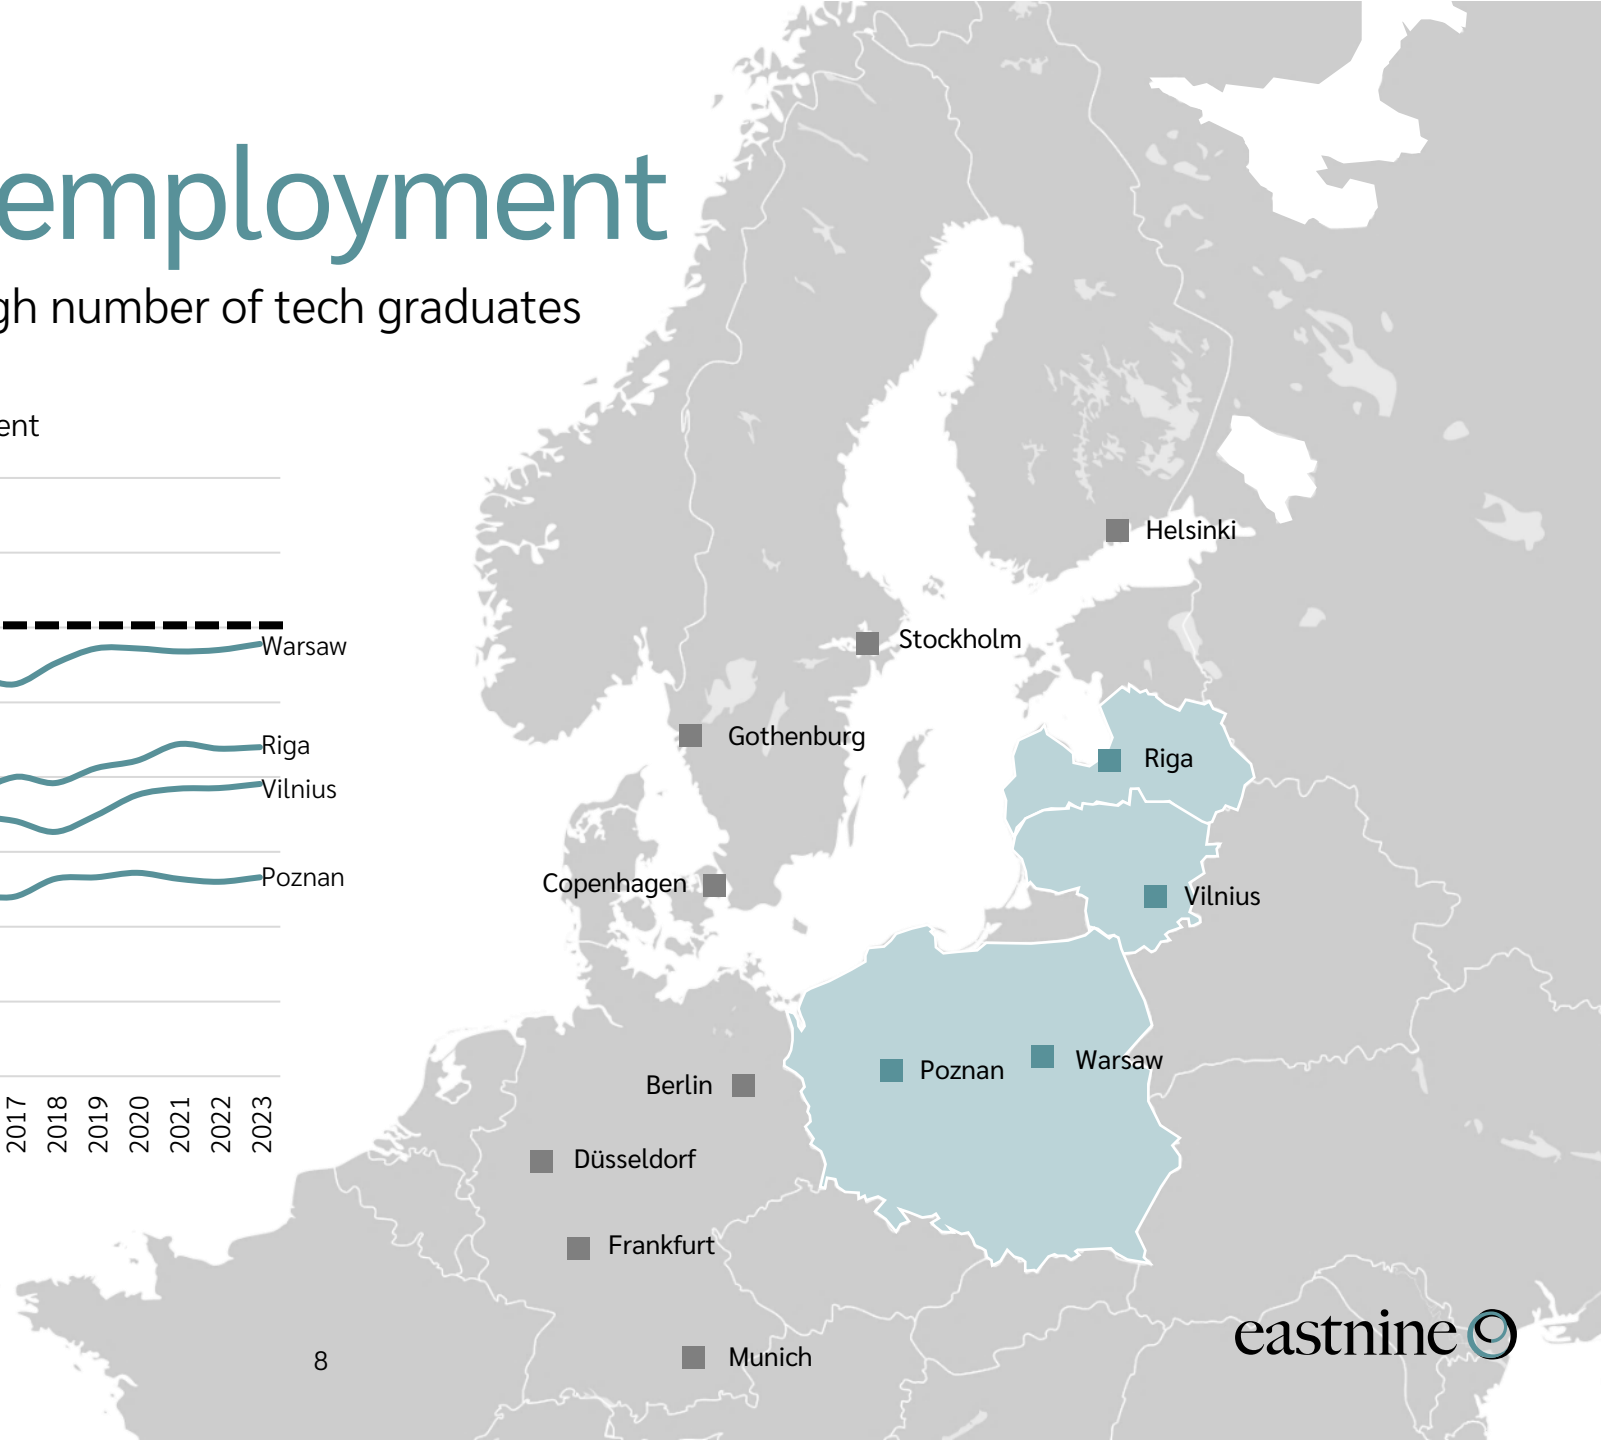 employment
gh number of tech graduates
ent
Warsaw
Riga
Vilnius
Poznan
2017
2018
2019
2020
2021
2022
2023
Helsinki
Stockholm
Gothenburg
Riga
Copenhagen
Vilnius
Poznan
Warsaw
Berlin
Düsseldorf
Frankfurt
Munich
8
eastnine